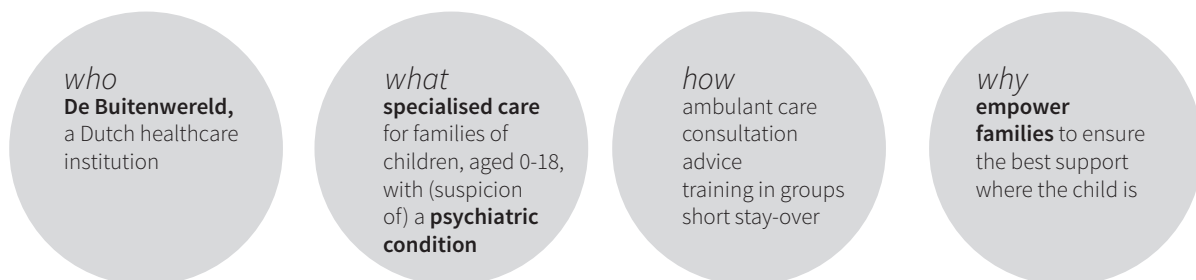 who
De Buitenwereld,
a Dutch healthcare
institution
what
specialised care
for families of
children, aged 0-18,
with (suspicion
of) a psychiatric
condition
how
ambulant care
consultation
advice
training in groups
short stay-over
why
empower
families to ensure
the best support
where the child is